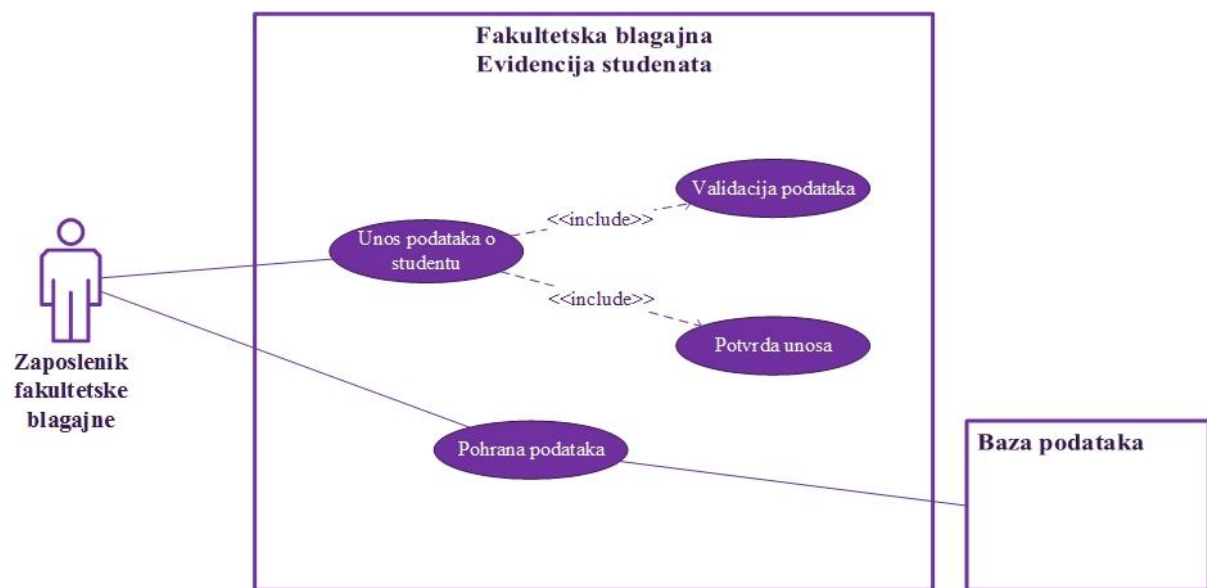 Fakultetska blagajna
Evidencija studenata
Validacija podataka
<<include>>
Unos podataka o
studentu
<<include>>
Potvrda unosa
Zaposlenik
fakultetske
blagajne
Pohrana podataka
Baza podataka